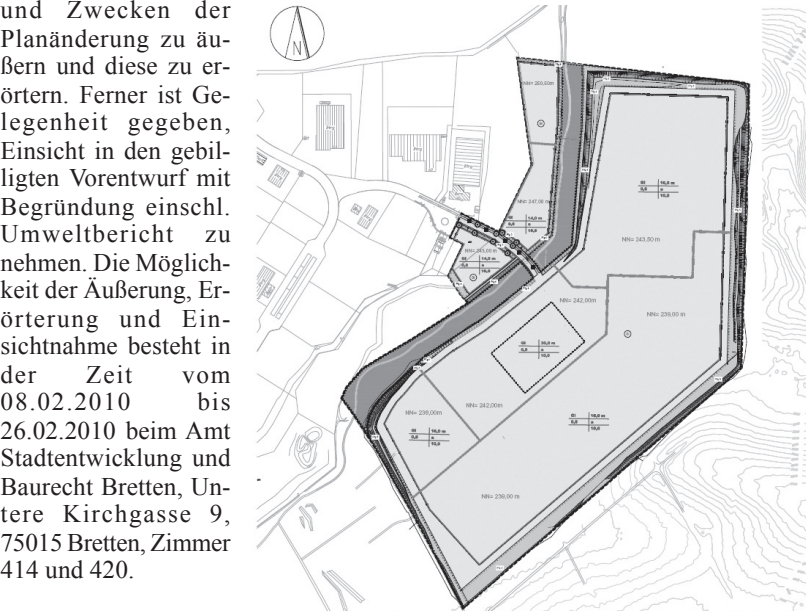 und Zwecken der
Planänderung zu äu-
ßern und diese zu er-
örtern. Ferner ist Ge-
legenheit gegeben,
Einsicht in den gebil-
ligten Vorentwurf mit
Begründung einschl.
Umweltbericht zu
nehmen. Die Möglich-
keit der Äußerung, Er-
örterung und Ein-
sichtnahme besteht in
der Zeit vom
08.02.2010 bis
26.02.2010 beim Amt
Stadtentwicklung und
Baurecht Bretten, Un-
tere Kirchgasse 9,
75015 Bretten, Zimmer
414 und 420.
N
NN= 243,50 m
NN= 242,00m
NN= 239,00 m
NN= 242,00m
NN= 239,00m
NN= 239,00 m